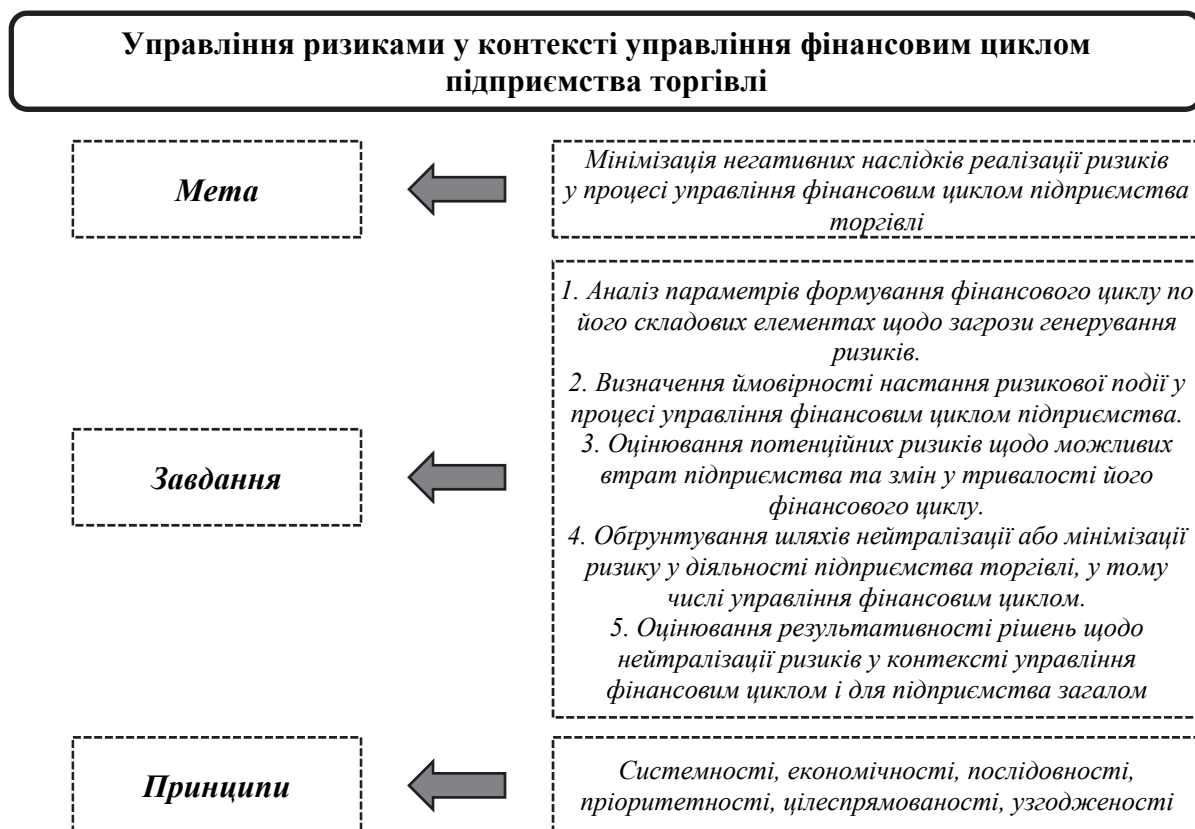 Управління ризиками у контексті управління фінансовим циклом
підприємства торгівлі
Мета
Мінімізація негативних наслідків реалізації ризиків
у процесі управління фінансовим циклом підприємства
торгівлі
Завдання
1. Аналіз параметрів формування фінансового циклу по
його складових елементах щодо загрози генерування
ризиків.
2. Визначення ймовірності настання ризикової події у
процесі управління фінансовим циклом підприємства.
3. Оцінювання потенційних ризиків щодо можливих
втрат підприємства та змін у тривалості його
фінансового циклу.
4. Обґрунтування шляхів нейтралізації або мінімізації
ризику у діяльності підприємства торгівлі, у тому
числі управління фінансовим циклом.
5. Оцінювання результативності рішень щодо
нейтралізації ризиків у контексті управління
фінансовим циклом і для підприємства загалом
Принципи
Системності, економічності, послідовності,
пріоритетності, цілеспрямованості, узгодженості